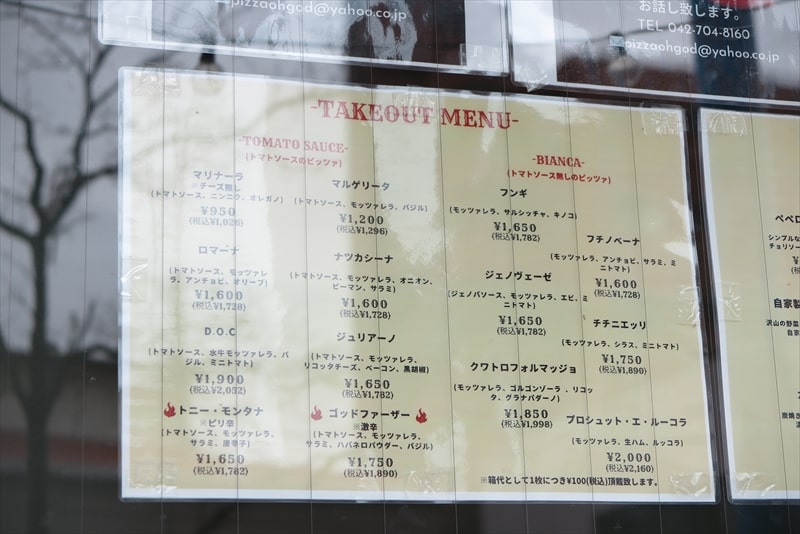 pizzaohgod@yahoo.co.jp
お話し致します。
TEL 042-704-8160
pizzaohgod@yahoo.co.jp
-TAKEOUT MENU-
-TOMATO SAUCE-
(トマトソースのピッツァ)
マリナーラ
※チーズ無し
(トマトソース、ニンニク、オレガノ)
¥950
(税込¥1,026)
マルゲリータ
(トマトソース、モッツァレラ、バジル)
¥1,200
(税込¥1,296)
ロマーナ
(トマトソース、モッツァレ
ラ、アンチョビ、オリーブ)
¥1,600
(税込¥1,728)
ナツカシーナ
(トマトソース、モッツァレラ、オニオン、
ピーマン、サラミ)
¥1,600
(税込¥1,728)
D.O.C
(トマトソース、水牛モッツァレラ、バ
ジル、ミニトマト)
¥1,900
(税込¥2,052)
ジュリアーノ
(トマトソース、モッツァレラ、
リコッタチーズ、ベーコン、黒胡椒)
¥1,650
(税込¥1,782)
トニー・モンタナ
※ピリ辛
(トマトソース、モッツァレラ、
サラミ、唐辛子)
¥1,650
(税込¥1,782)
ゴッドファーザー
※激辛
(トマトソース、モッツァレラ、
サラミ、ハバネロパウダー、バジル)
¥1,750
(税込¥1,890)
-BIANCA-
(トマトソース無しのピッツァ)
フンギ
(モッツァレラ、サルシッチャ、キノコ)
¥1,650
(税込¥1,782)
フチノベーナ
(モッツァレラ、アンチョビ、サラミ、ミ
ニトマト)
¥1,600
(税込¥1,728)
ジェノヴェーゼ
(ジェノバソース、モッツァレラ、エビ、ミ
ニトマト)
¥1,650
(税込¥1,782)
チチニエッリ
(モッツァレラ、シラス、ミニトマト)
¥1,750
(税込¥1,890)
クワトロフォルマッジョ
(モッツァレラ、ゴルゴンゾーラ 、リコッ
タ、グラナパダーノ)
¥1,850
(税込¥1,998)
プロシュット・エ・ルーコラ
(モッツァレラ、生ハム、ルッコラ)
¥2,000
(税込¥2,160)
※箱代として1枚につき¥100(税込)頂戴致します。
ペペロ
シンプルな
チョリソー
自家製
沢山の野菜
自家
炭焼き